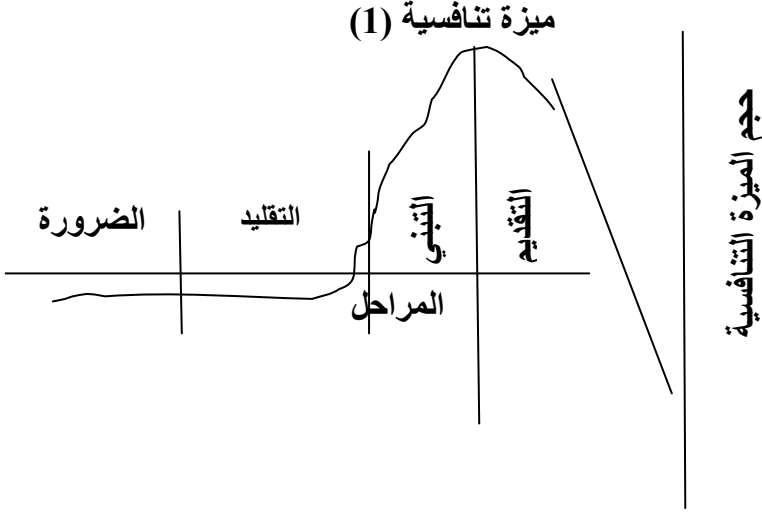 ميزة تنافسية (1)
حجم الميزة التنافسية
التقديم
التبني
التقليد
الضرورة
المراحل